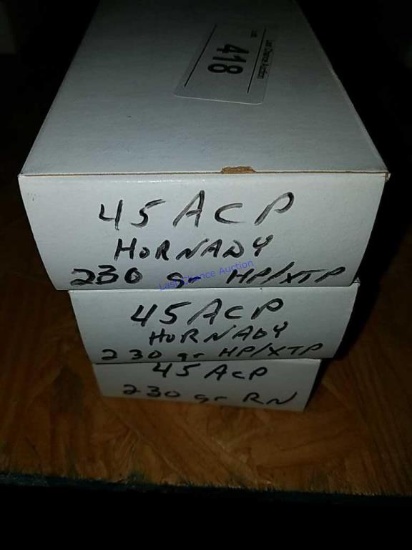 418
45 ACP
HORNADY
230 gr HP/XTP
45 ACP
HORNADY
230 gr HP/XTP
45 ACP
230 gr RN